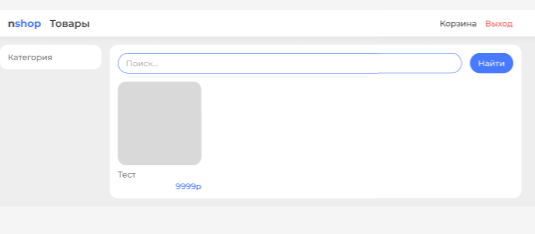 nshop Товары Корзина Выход
Категория
Поиск... Найти
Тест
9999р